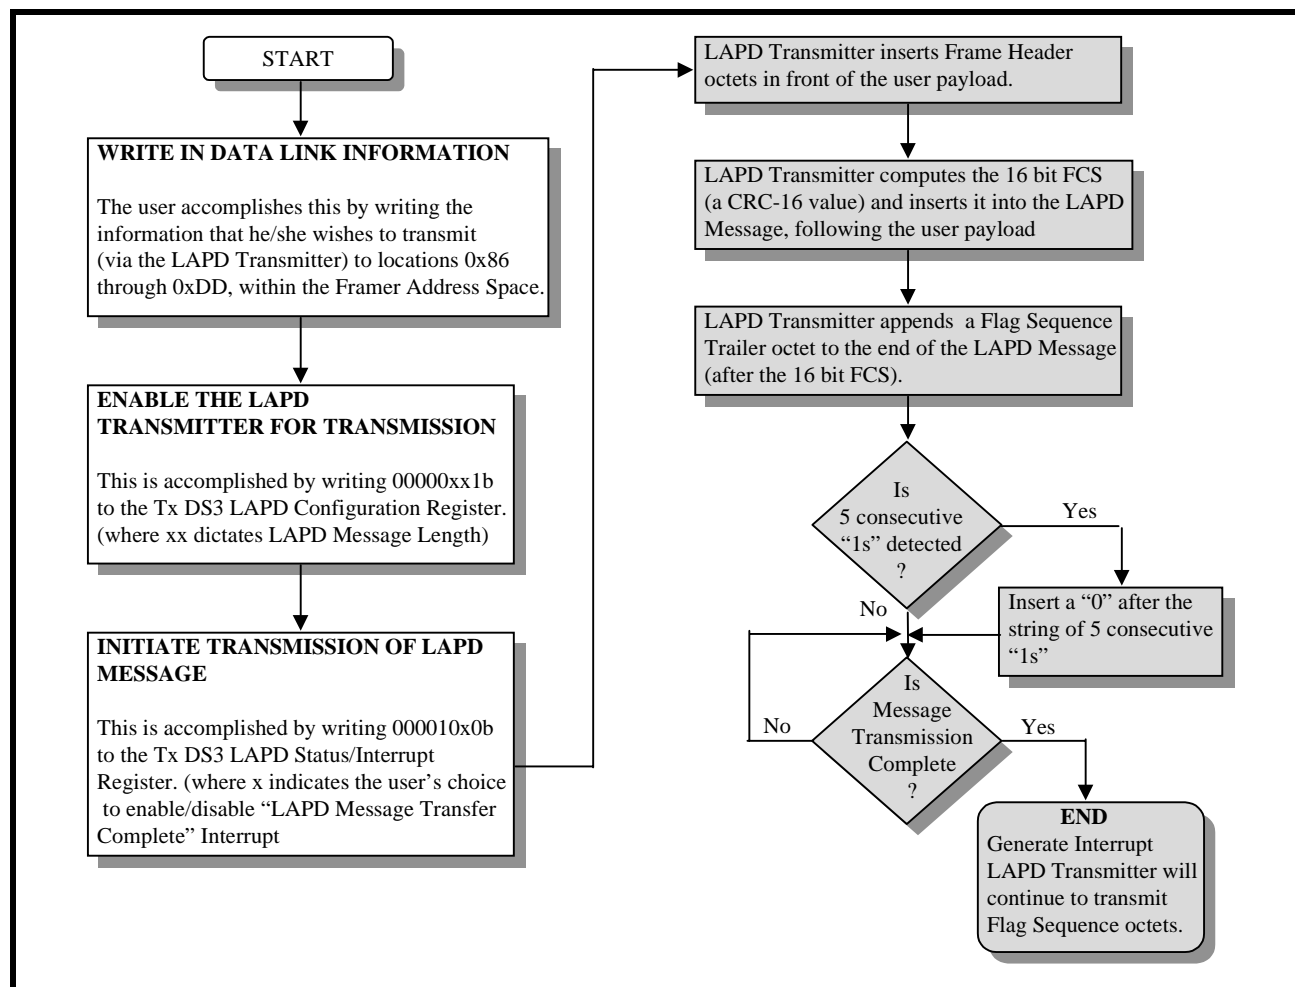 START
WRITE IN DATA LINK INFORMATION
The user accomplishes this by writing the
information that he/she wishes to transmit
(via the LAPD Transmitter) to locations 0x86
through 0xDD, within the Framer Address Space.
ENABLE THE LAPD
TRANSMITTER FOR TRANSMISSION
This is accomplished by writing 00000xx1b
to the Tx DS3 LAPD Configuration Register.
(where xx dictates LAPD Message Length)
INITIATE TRANSMISSION OF LAPD
MESSAGE
This is accomplished by writing 000010x0b
to the Tx DS3 LAPD Status/Interrupt
Register. (where x indicates the user’s choice
to enable/disable “LAPD Message Transfer
Complete” Interrupt
LAPD Transmitter inserts Frame Header
octets in front of the user payload.
LAPD Transmitter computes the 16 bit FCS
(a CRC-16 value) and inserts it into the LAPD
Message, following the user payload
LAPD Transmitter appends a Flag Sequence
Trailer octet to the end of the LAPD Message
(after the 16 bit FCS).
Is
5 consecutive
“1s” detected
?
Yes
No
Insert a “0” after the
string of 5 consecutive
“1s”
Is
Message
Transmission
Complete
?
No
Yes
END
Generate Interrupt
LAPD Transmitter will
continue to transmit
Flag Sequence octets.